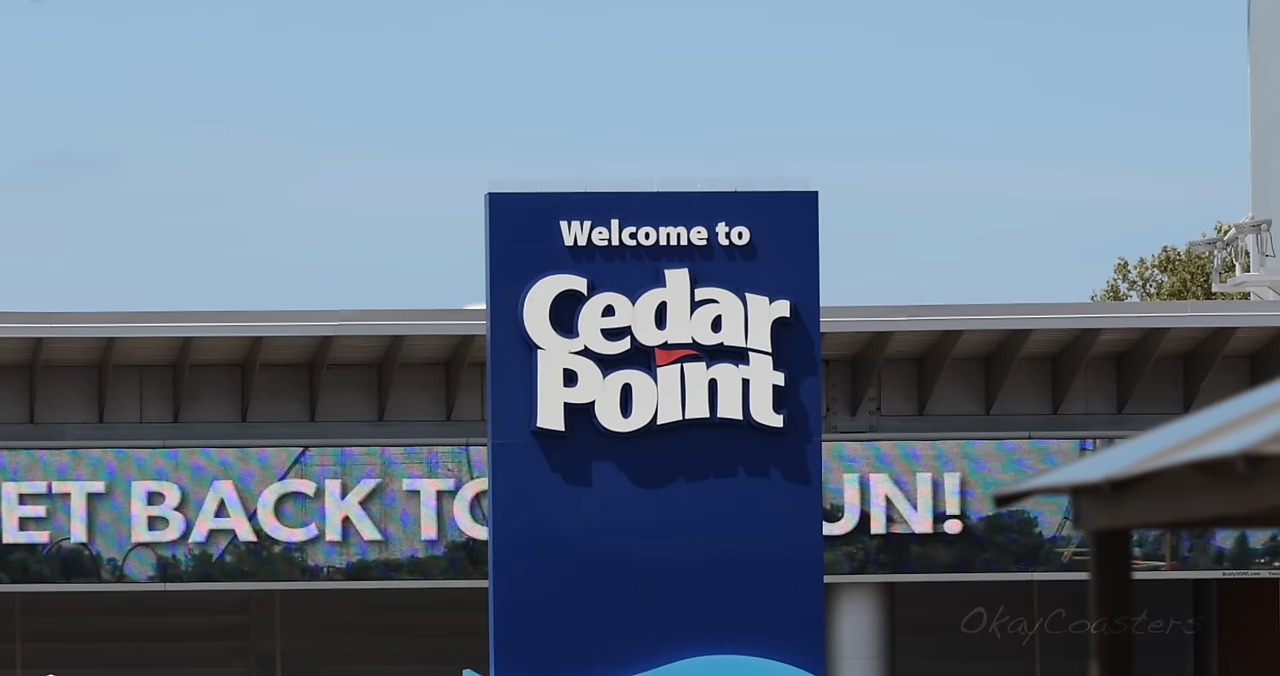 Welcome to
Cedar
Point
ET BACK TO
UN!
OkayCoasters